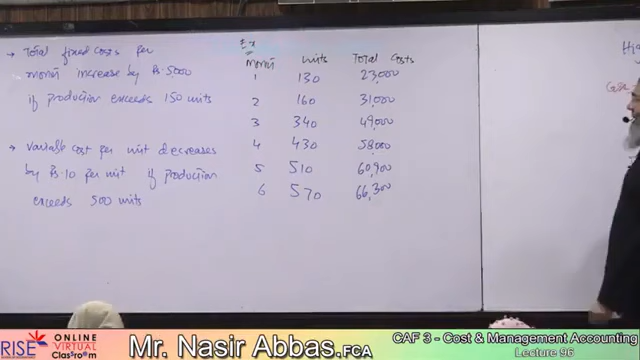 → Total fixed costs per
month increase by Rs. 5000
if production exceeds 150 units
→ Variable cost per unit decreases
by Rs. 10 per unit if production
exceeds 500 units
Ex
Month units Total Costs
1 130 23,000
2 160 31,000
3 340 49,000
4 430 58000
5 510 60,900
6 570 66,300
Hig
RISE ONLINE
VIRTUAL
Classroom
Mr. Nasir Abbas.FCA
CAF 3 - Cost & Management Accounting
Lecture 96